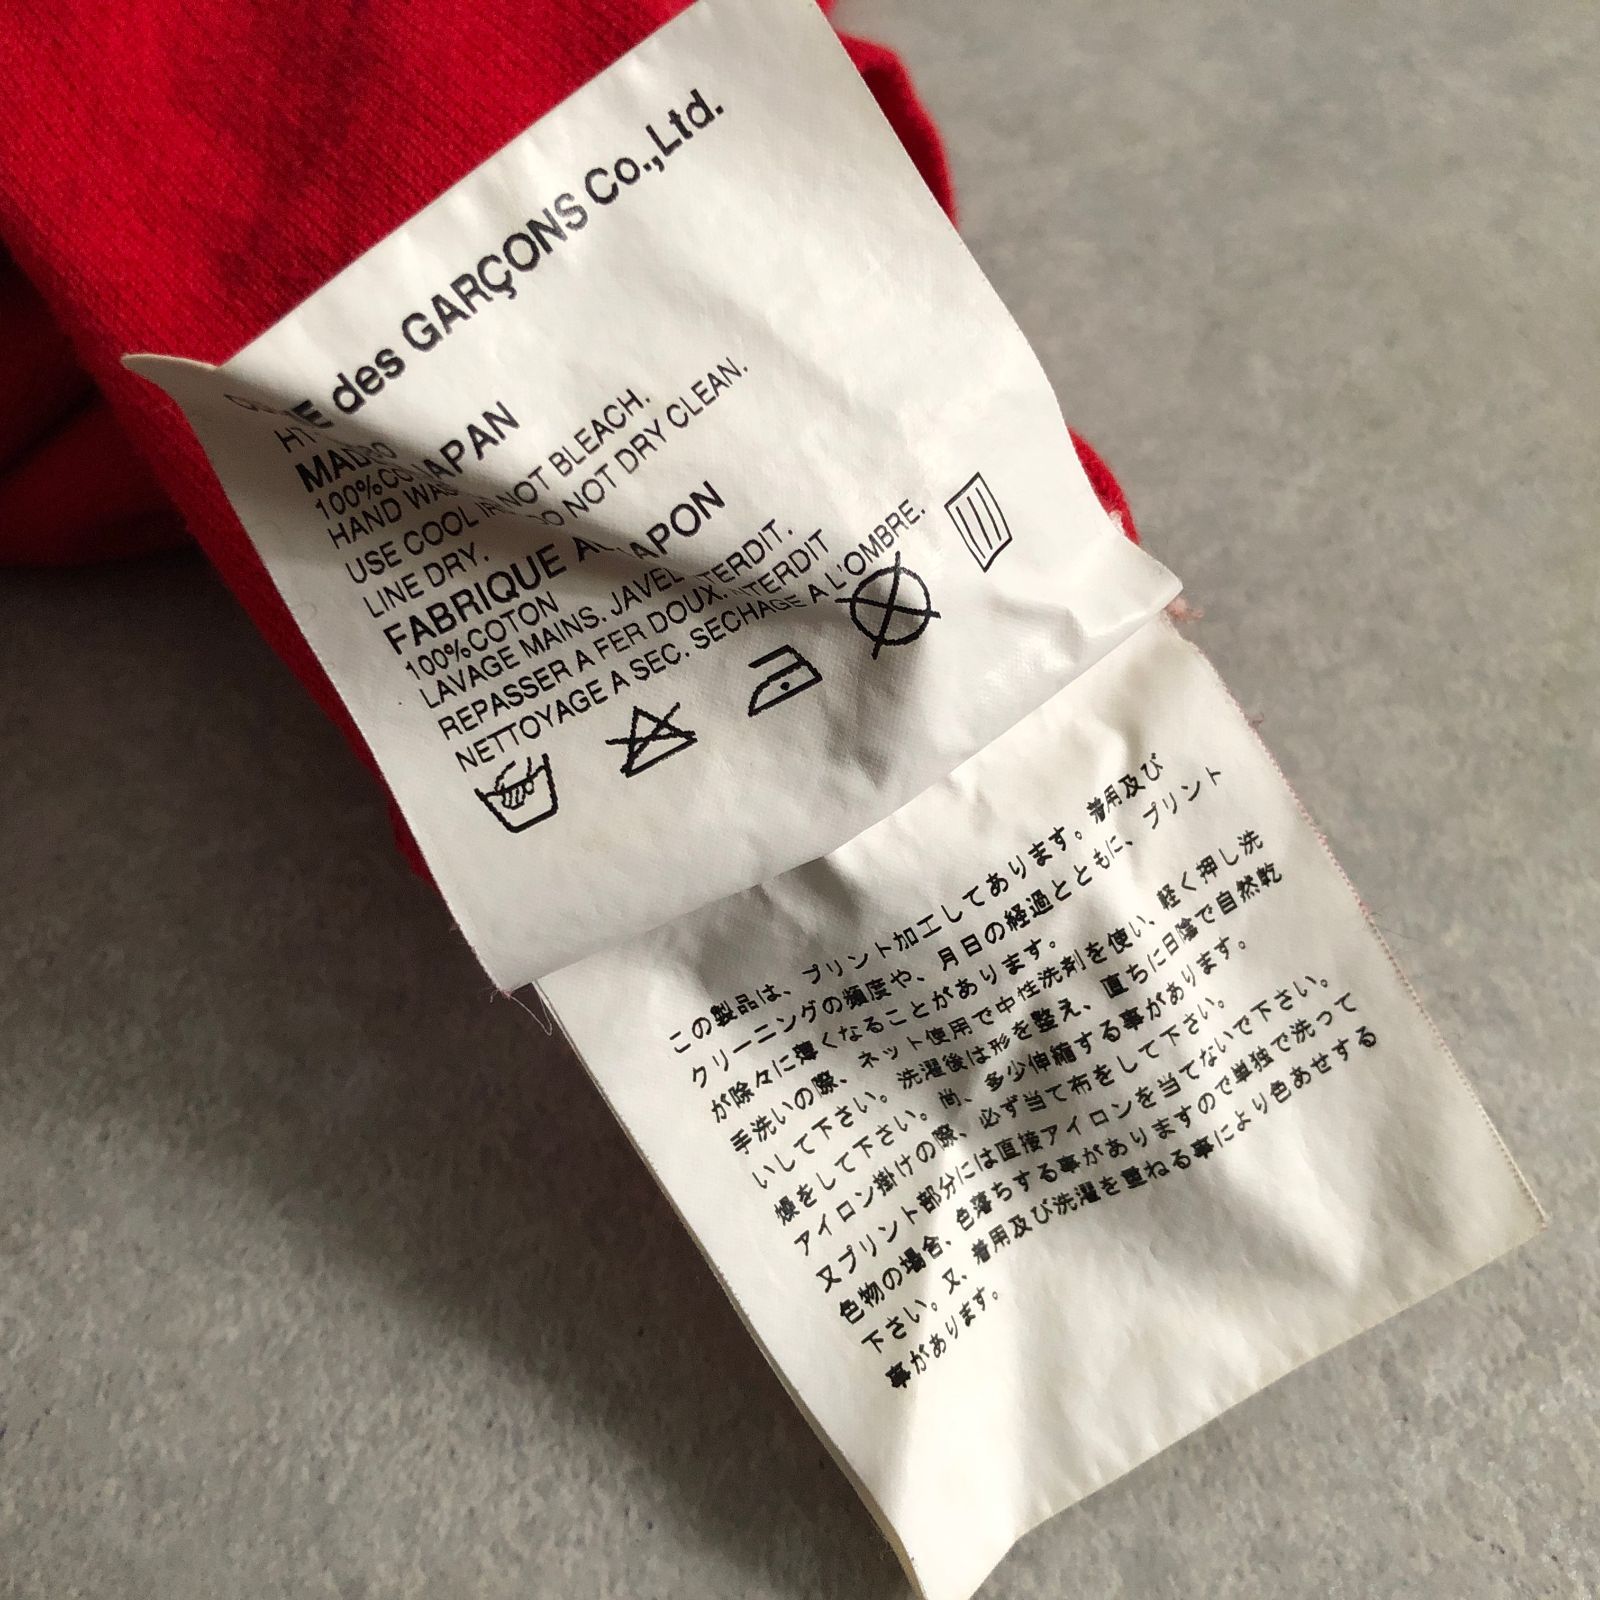 des GARÇONS Co.,Ltd.
JAPAN
HAND
USE COOL NOT BLEACH.
LINE DRY. DO NOT DRY CLEAN.
FABRIQUE JAPON
100%COTON
LAVAGE MAINS. JAVEL
REPASSER A FER DOUX. INTERDIT
NETTOYAGE A SEC. SECHAGE A L'OMBRE.
この製品は、プリント加工してあります。着用及び
クリーニングの頻度や、月日の経過とともに、プリント
が除々に薄くなることがあります。
手洗いの際、ネット使用で中性洗剤を使い、軽く押し洗
いして下さい。洗濯後は形を整え、直ちに日陰で自然乾
燥をして下さい。尚、多少伸縮する事があります。
アイロン掛けの際、必ず当て布をして下さい。
又プリント部分には直接アイロンを当てないで下さい。
色物の場合、色落ちする事がありますので単独で洗って
下さい。又、着用及び洗濯を重ねる事により色あせする
事があります。